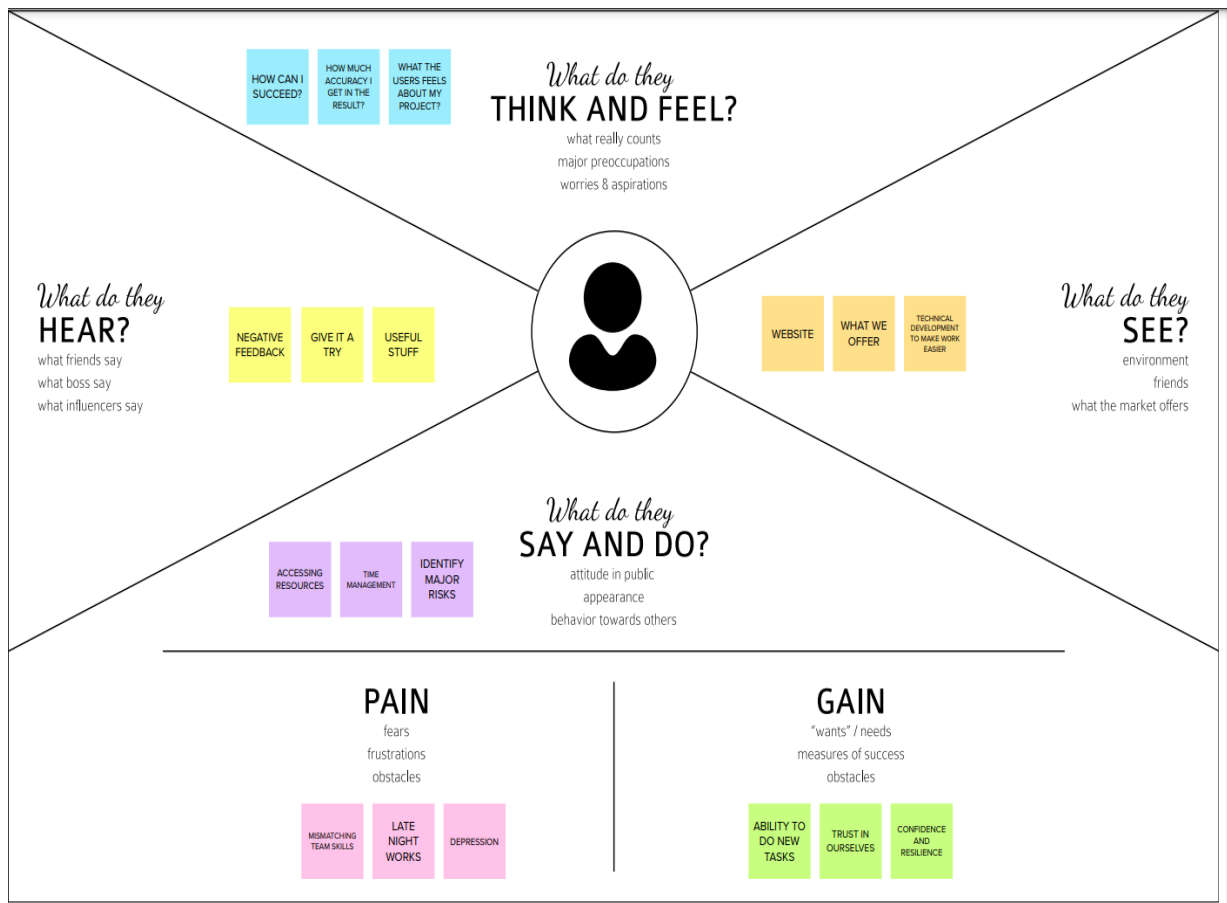 HOW CAN I
SUCCEED?
HOW MUCH
ACCURACY I
GET IN THE
RESULT?
WHAT THE
USERS FEELS
ABOUT MY
PROJECT?
What do they
THINK AND FEEL?
what really counts
major preoccupations
worries & aspirations
What do they
HEAR?
what friends say
what boss say
what influencers say
NEGATIVE
FEEDBACK
GIVE IT A
TRY
USEFUL
STUFF
WEBSITE
WHAT WE
OFFER
TECHNICAL
DEVELOPMENT
TO MAKE WORK
EASIER
What do they
SEE?
environment
friends
what the market offers
What do they
SAY AND DO?
attitude in public
appearance
behavior towards others
ACCESSING
RESOURCES
TIME
MANAGEMENT
IDENTIFY
MAJOR
RISKS
PAIN
fears
frustrations
obstacles
MISMATCHING
TEAM SKILLS
LATE
NIGHT
WORKS
DEPRESSION
GAIN
"wants" / needs
measures of success
obstacles
ABILITY TO
DO NEW
TASKS
TRUST IN
OURSELVES
CONFIDENCE
AND
RESILIENCE